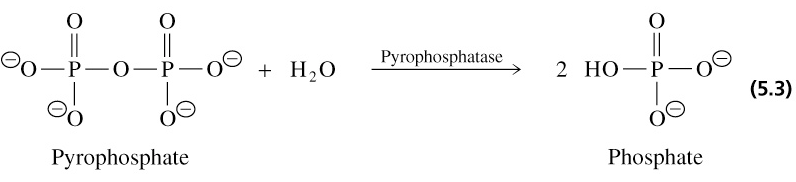 O O O
⊖O—P—O—P—O⊖ + H2O Pyrophosphatase 2 HO—P—O⊖ (5.3)
⊖O O⊖ O⊖
Pyrophosphate Phosphate